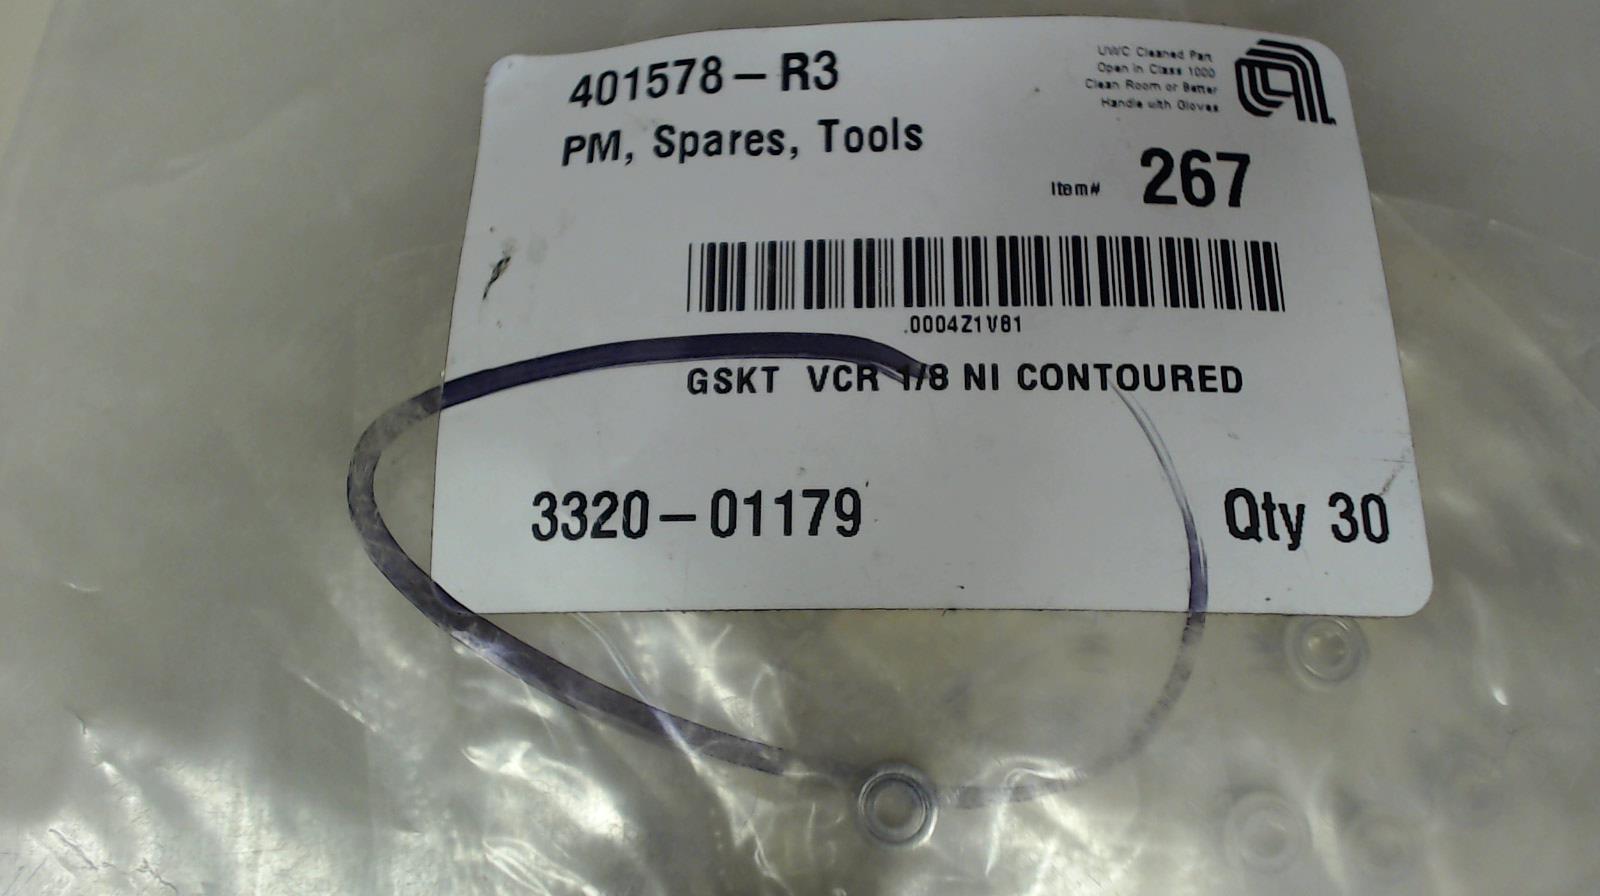 401578-R3
UWC Cleaned Part
Open in Class 1000
Clean Room or Better
Handle with Gloves
PM, Spares, Tools
Item# 267
.0004Z1V81
GSKT VCR 1/8 NI CONTOURED
3320-01179
Qty 30